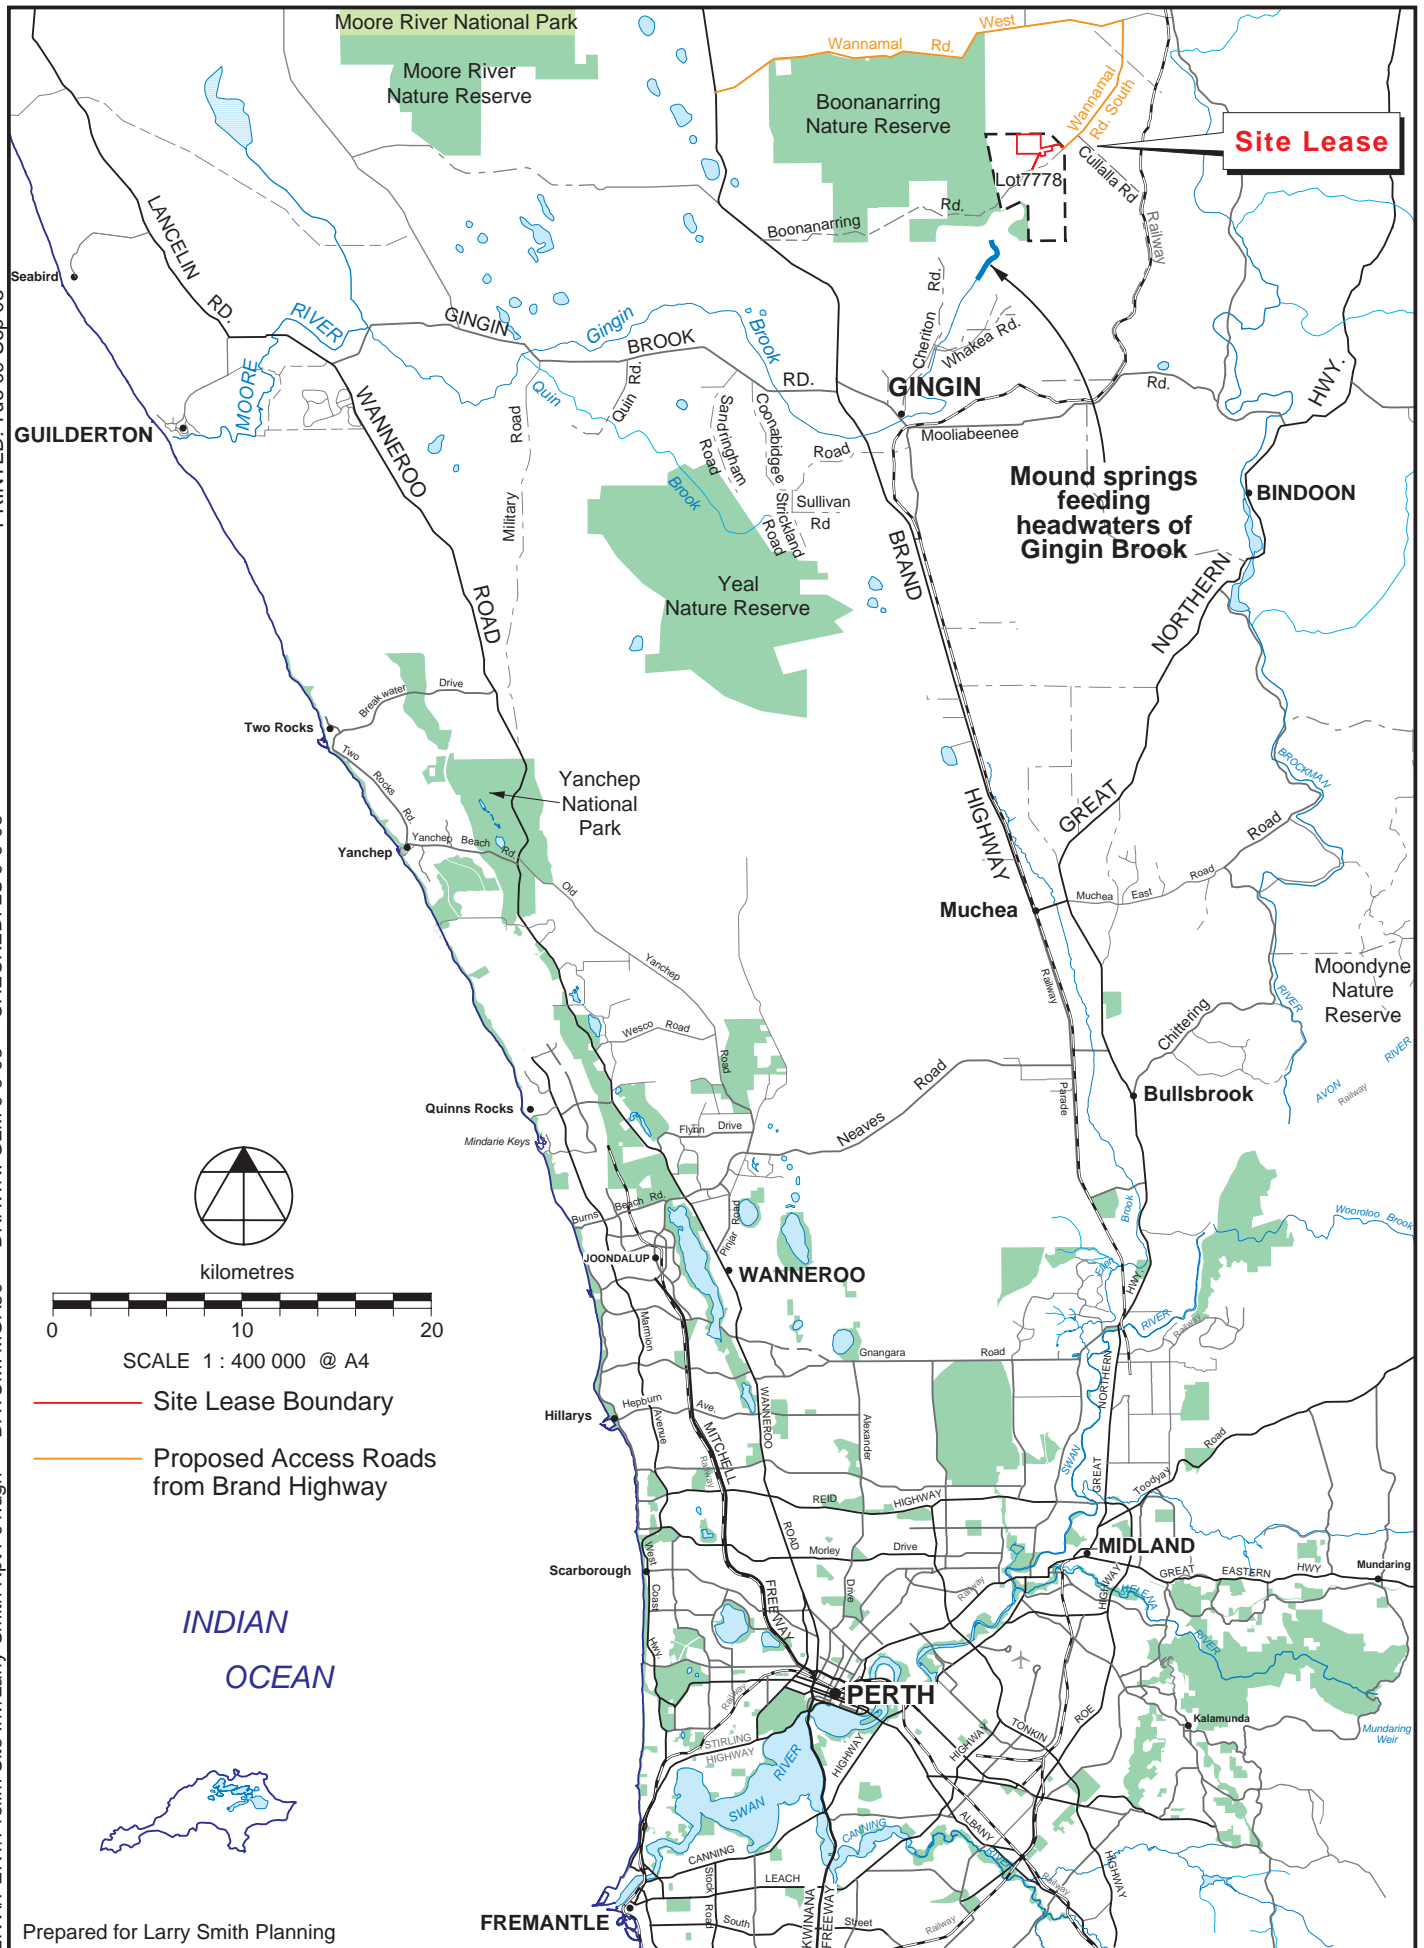 Moore River National Park
Moore River
Nature Reserve
West
Wannamal Rd.
Boonanarring
Nature Reserve
Wannamal
Rd. South
Site Lease
Cullalla Rd
Lot7778
Boonanarring Rd.
Railway
LANCELIN
RD.
Seabird
RIVER
MOORE
GINGIN
BROOK
RD.
Gingin
Brook
Quin
Brook
Quin Rd.
Cheriton Rd.
Whakea Rd.
GINGIN
Mooliabeenee
Rd.
HWY.
GUILDERTON
WANNEROO
ROAD
Military Road
Sandringham
Road
Coonabidgee
Road
Strickland
Road
Sullivan
Rd
Mound springs
feeding
headwaters of
Gingin Brook
BINDOON
BRAND
HIGHWAY
NORTHERN
GREAT
Yeal
Nature Reserve
Breakwater Drive
Two Rocks
Two Rocks Rd.
Yanchep
National
Park
Yanchep
Yanchep Beach Rd.
Old
Yanchep
Road
BROCKMAN
RIVER
Road
Muchea
Muchea East Road
Railway
Moondyne
Nature
Reserve
Chittering
AVON
RIVER
Railway
Wesco Road
Quinns Rocks
Mindarie Keys
Flynn Drive
Neaves Road
Parade
Bullsbrook
Burns Beach Rd.
Pinjar Road
JOONDALUP
WANNEROO
Brook
Ellen
HWY.
Wooroloo Brook
RIVER
Railway
kilometres
0 10 20
SCALE 1 : 400 000 @ A4
Site Lease Boundary
Proposed Access Roads
from Brand Highway
Marmion
Avenue
Gnangara Road
Hillarys
Hepburn Ave.
MITCHELL
Railway
FREEWAY
WANNEROO
ROAD
Alexander
Drive
NORTHERN
GREAT
SWAN
Toodyay Road
REID HIGHWAY
Morley Drive
MIDLAND
GREAT EASTERN HWY
Mundaring
Scarborough
West
Coast
Hwy.
Railway
HIGHWAY
HELENA
RIVER
INDIAN
OCEAN
PERTH
Railway
STIRLING
HIGHWAY
RIVER
SWAN
HIGHWAY
HIGHWAY
TONKIN
ROE
Kalamunda
Mundaring
Weir
CANNING
CANNING
RIVER
ALBANY
HIGHWAY
Railway
LEACH
Stock
Road
South Street
KWINANA
FREEWAY
Railway
FREMANTLE
Prepared for Larry Smith Planning